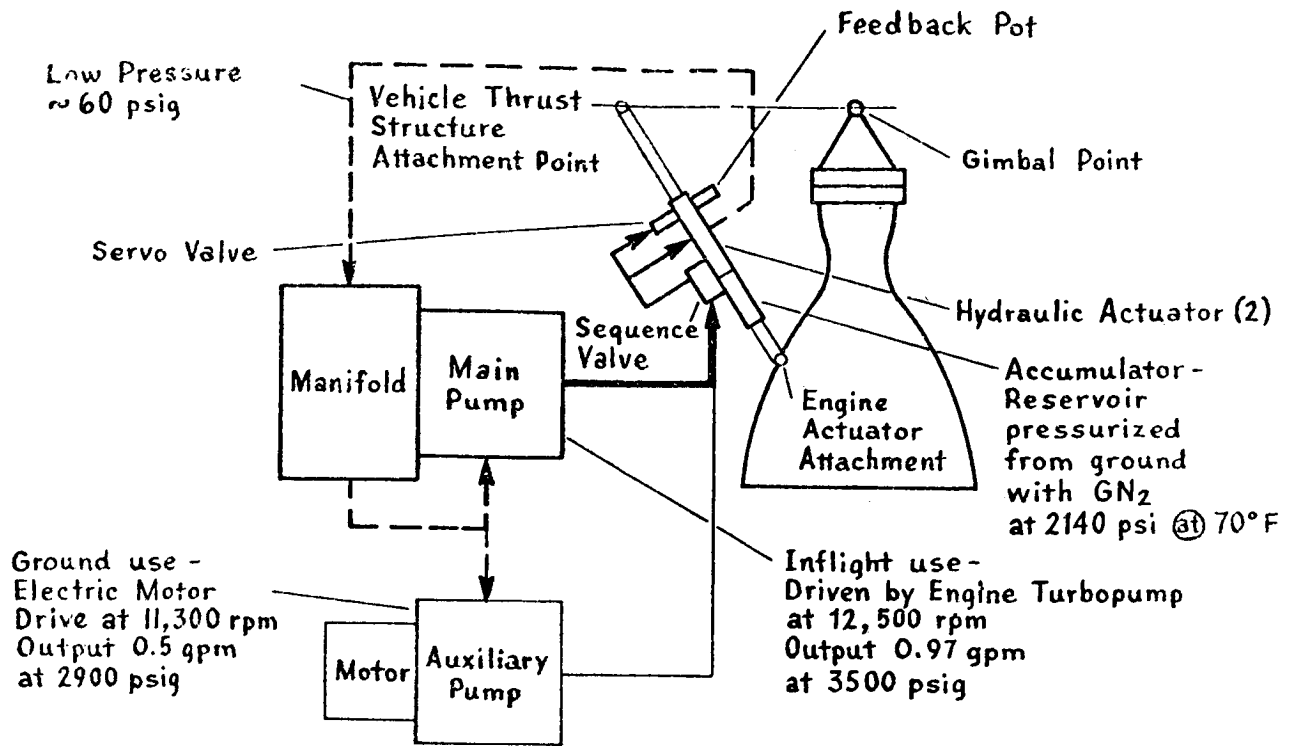 Feedback Pot
Low Pressure
~60 psig
Vehicle Thrust
Structure
Attachment Point
Gimbal Point
Servo Valve
Hydraulic Actuator (2)
Sequence
Valve
Manifold
Main
Pump
Engine
Actuator
Attachment
Accumulator-
Reservoir
pressurized
from ground
with GN₂
at 2140 psi @ 70°F
Ground use -
Electric Motor
Drive at 11,300 rpm
Output 0.5 gpm
at 2900 psig
Motor
Auxiliary
Pump
Inflight use-
Driven by Engine Turbopump
at 12,500 rpm
Output 0.97 gpm
at 3500 psig